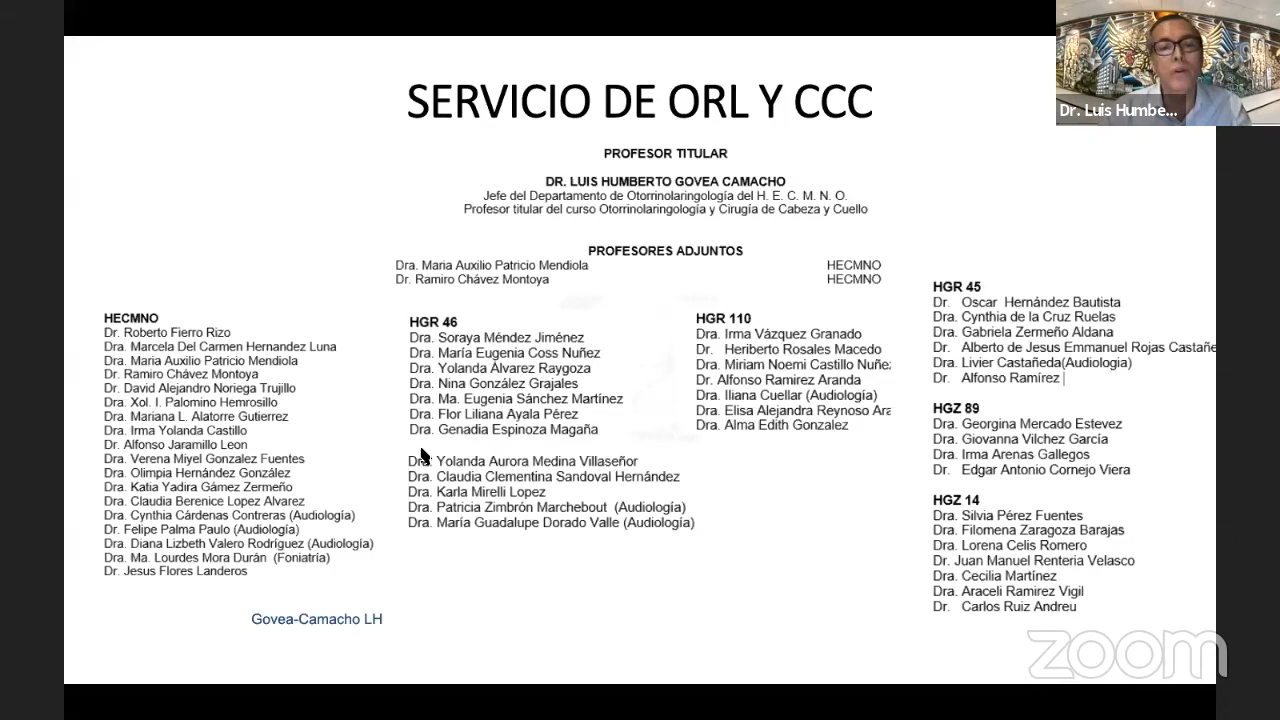 SERVICIO DE ORL Y CCC
Dr. Luis Humbe...
PROFESOR TITULAR
DR. LUIS HUMBERTO GOVEA CAMACHO
Jefe del Departamento de Otorrinolaringología del H. E. C. M. N. O.
Profesor titular del curso Otorrinolaringología y Cirugía de Cabeza y Cuello
PROFESORES ADJUNTOS
Dra. Maria Auxilio Patricio Mendiola HECMNO
Dr. Ramiro Chávez Montoya HECMNO
HECMNO
Dr. Roberto Fierro Rizo
Dra. Marcela Del Carmen Hernandez Luna
Dra. Maria Auxilio Patricio Mendiola
Dr. Ramiro Chávez Montoya
Dr. David Alejandro Noriega Trujillo
Dra. Xol. I. Palomino Hemrosillo
Dra. Mariana L. Alatorre Gutierrez
Dra. Irma Yolanda Castillo
Dr. Alfonso Jaramillo Leon
Dra. Verena Miyel Gonzalez Fuentes
Dra. Olimpia Hernández González
Dra. Katia Yadira Gámez Zermeño
Dra. Claudia Berenice Lopez Alvarez
Dra. Cynthia Cárdenas Contreras (Audiología)
Dr. Felipe Palma Paulo (Audiología)
Dra. Diana Lizbeth Valero Rodríguez (Audiología)
Dra. Ma. Lourdes Mora Durán (Foniatría)
Dr. Jesus Flores Landeros
Govea-Camacho LH
HGR 46
Dra. Soraya Méndez Jiménez
Dra. María Eugenia Coss Nuñez
Dra. Yolanda Álvarez Raygoza
Dra. Nina González Grajales
Dra. Ma. Eugenia Sánchez Martínez
Dra. Flor Liliana Ayala Pérez
Dra. Genadia Espinoza Magaña
Dra. Yolanda Aurora Medina Villaseñor
Dra. Claudia Clementina Sandoval Hernández
Dra. Karla Mirelli Lopez
Dra. Patricia Zimbrón Marchebout (Audiología)
Dra. María Guadalupe Dorado Valle (Audiología)
HGR 110
Dra. Irma Vázquez Granado
Dr. Heriberto Rosales Macedo
Dra. Miriam Noemi Castillo Nuñez
Dr. Alfonso Ramirez Aranda
Dra. Iliana Cuellar (Audiología)
Dra. Elisa Alejandra Reynoso Ara
Dra. Alma Edith Gonzalez
HGR 45
Dr. Oscar Hernández Bautista
Dra. Cynthia de la Cruz Ruelas
Dra. Gabriela Zermeño Aldana
Dr. Alberto de Jesus Emmanuel Rojas Castañe
Dra. Livier Castañeda(Audiología)
Dr. Alfonso Ramírez
HGZ 89
Dra. Georgina Mercado Estevez
Dra. Giovanna Vilchez García
Dra. Irma Arenas Gallegos
Dr. Edgar Antonio Cornejo Viera
HGZ 14
Dra. Silvia Pérez Fuentes
Dra. Filomena Zaragoza Barajas
Dra. Lorena Celis Romero
Dr. Juan Manuel Renteria Velasco
Dra. Cecilia Martínez
Dra. Araceli Ramirez Vigil
Dr. Carlos Ruiz Andreu
zoom